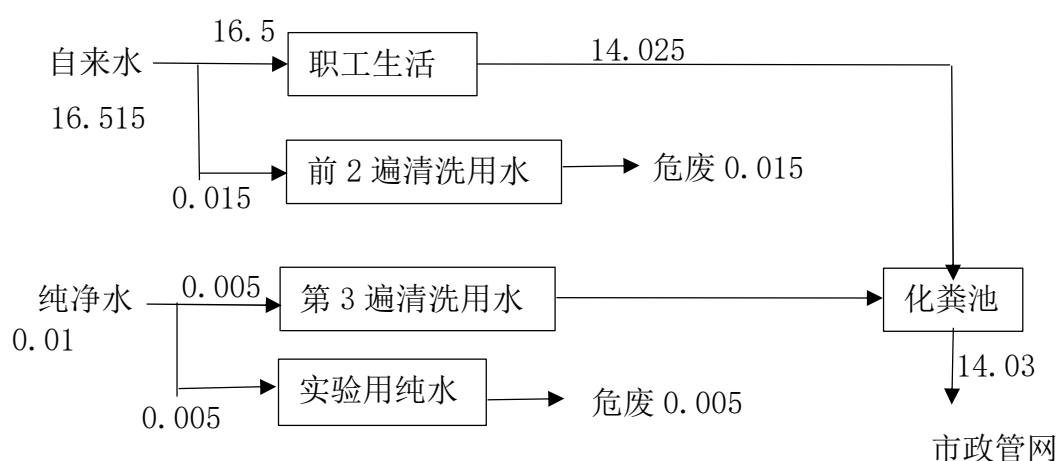 16.5
自来水
职工生活
14.025
16.515
前2遍清洗用水
危废0.015
0.015
纯净水
0.005
第3遍清洗用水
化粪池
0.01
14.03
实验用纯水
危废0.005
0.005
市政管网